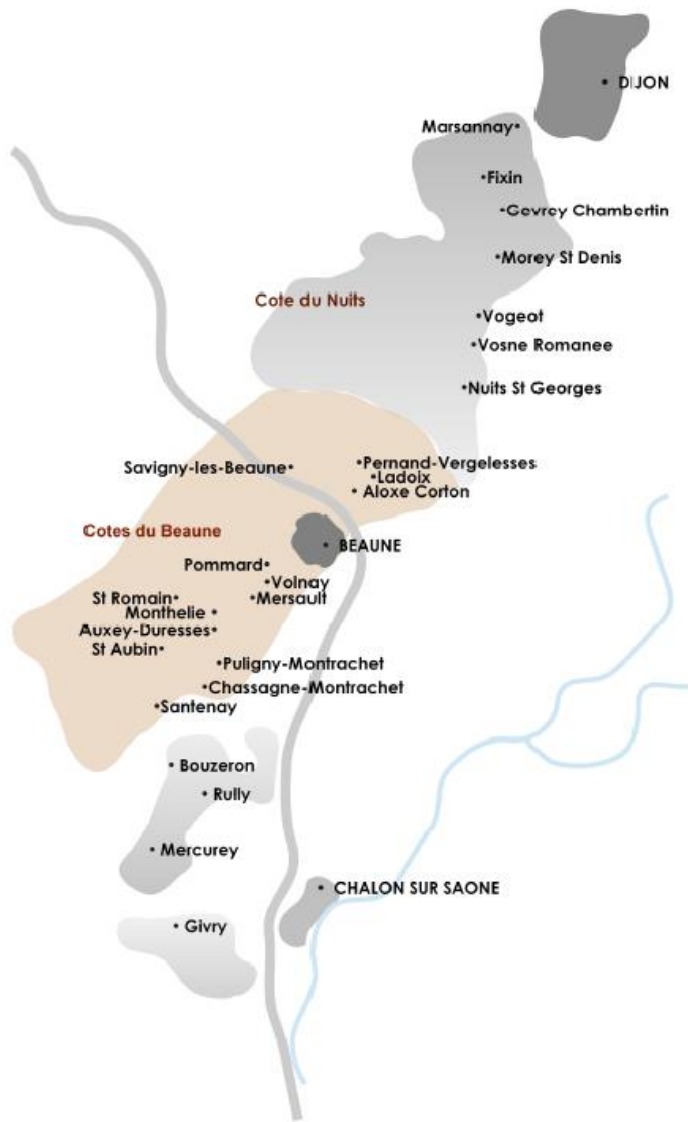 DIJON
Marsannay
Fixin
Gevrey Chambertin
Morey St Denis
Cote du Nuits
Vogeot
Vosne Romanee
Nuits St Georges
Savigny-les-Beaune
Pernand-Vergelesses
Ladoix
Aloxe Corton
Cotes du Beaune
BEAUNE
Pommard
Volnay
St Romain
Mersault
Monthelie
Auxey-Duresses
St Aubin
Puligny-Montrachet
Chassagne-Montrachet
Santenay
Bouzeron
Rully
Mercurey
CHALON SUR SAONE
Givry